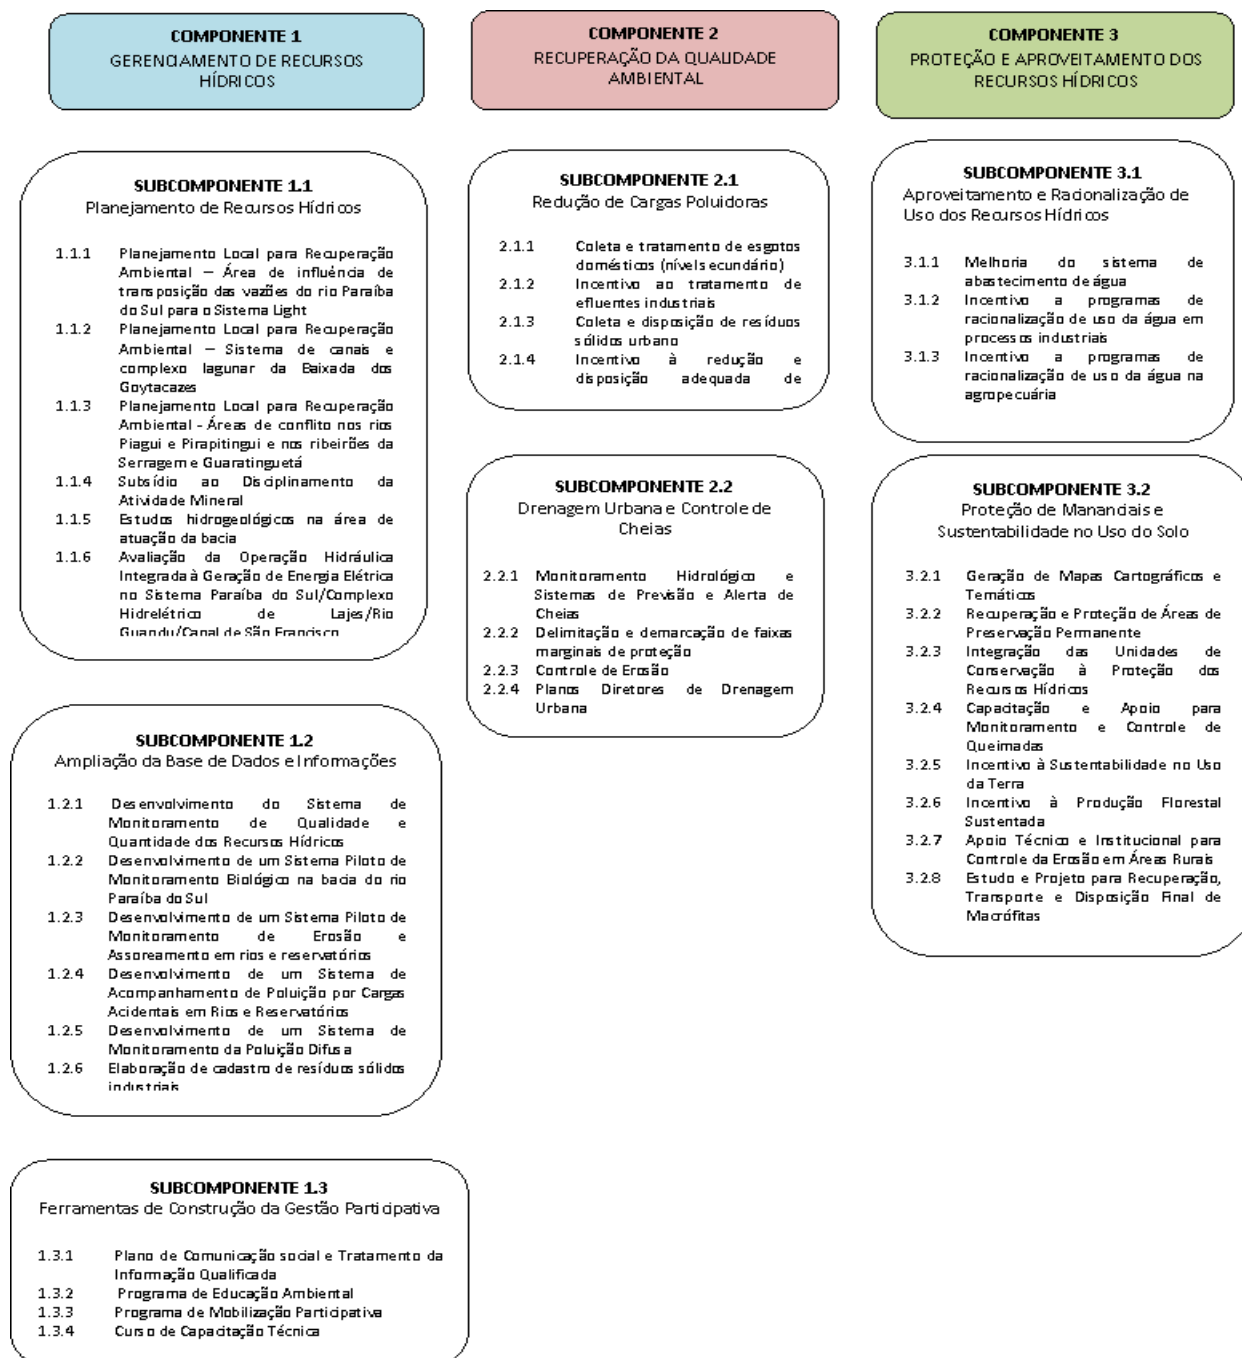 COMPONENTE 1
GERENCIAMENTO DE RECURSOS
HÍDRICOS
COMPONENTE 2
RECUPERAÇÃO DA QUALIDADE
AMBIENTAL
COMPONENTE 3
PROTEÇÃO E APROVEITAMENTO DOS
RECURSOS HÍDRICOS
SUBCOMPONENTE 1.1
Planejamento de Recursos Hídricos
1.1.1 Planejamento Local para Recuperação
Ambiental – Área de influência de
transposição das vazões do rio Paraíba
do Sul para o Sistema Light
1.1.2 Planejamento Local para Recuperação
Ambiental – Sistema de canais e
complexo lagunar da Baixada dos
Goytacazes
1.1.3 Planejamento Local para Recuperação
Ambiental - Áreas de conflito nos rios
Piagui e Pirapitingui e nos ribeirões da
Serragem e Guaratinguetá
1.1.4 Subsídio ao Disciplinamento da
Atividade Mineral
1.1.5 Estudos hidrogeológicos na área de
atuação da bacia
1.1.6 Avaliação da Operação Hidráulica
Integrada à Geração de Energia Elétrica
no Sistema Paraíba do Sul/Complexo
Hidrelétrico de Lajes/Rio
Guandu/Canal de São Francisco
SUBCOMPONENTE 1.2
Ampliação da Base de Dados e Informações
1.2.1 Desenvolvimento do Sistema de
Monitoramento de Qualidade e
Quantidade dos Recursos Hídricos
1.2.2 Desenvolvimento de um Sistema Piloto de
Monitoramento Biológico na bacia do rio
Paraíba do Sul
1.2.3 Desenvolvimento de um Sistema Piloto de
Monitoramento de Erosão e
Assoreamento em rios e reservatórios
1.2.4 Desenvolvimento de um Sistema de
Acompanhamento de Poluição por Cargas
Acidentais em Rios e Reservatórios
1.2.5 Desenvolvimento de um Sistema de
Monitoramento da Poluição Difusa
1.2.6 Elaboração de cadastro de resíduos sólidos
industriais
SUBCOMPONENTE 1.3
Ferramentas de Construção da Gestão Participativa
1.3.1 Plano de Comunicação social e Tratamento da
Informação Qualificada
1.3.2 Programa de Educação Ambiental
1.3.3 Programa de Mobilização Participativa
1.3.4 Curso de Capacitação Técnica
SUBCOMPONENTE 2.1
Redução de Cargas Poluidoras
2.1.1 Coleta e tratamento de esgotos
domésticos (nível secundário)
2.1.2 Incentivo ao tratamento de
efluentes industriais
2.1.3 Coleta e disposição de resíduos
sólidos urbano
2.1.4 Incentivo à redução e
disposição adequada de
SUBCOMPONENTE 2.2
Drenagem Urbana e Controle de
Cheias
2.2.1 Monitoramento Hidrológico e
Sistemas de Previsão e Alerta de
Cheias
2.2.2 Delimitação e demarcação de faixas
marginais de proteção
2.2.3 Controle de Erosão
2.2.4 Planos Diretores de Drenagem
Urbana
SUBCOMPONENTE 3.1
Aproveitamento e Racionalização de
Uso dos Recursos Hídricos
3.1.1 Melhoria do sistema de
abastecimento de água
3.1.2 Incentivo a programas de
racionalização de uso da água em
processos industriais
3.1.3 Incentivo a programas de
racionalização de uso da água na
agropecuária
SUBCOMPONENTE 3.2
Proteção de Mananciais e
Sustentabilidade no Uso do Solo
3.2.1 Geração de Mapas Cartográficos e
Temáticos
3.2.2 Recuperação e Proteção de Áreas de
Preservação Permanente
3.2.3 Integração das Unidades de
Conservação à Proteção dos
Recursos Hídricos
3.2.4 Capacitação e Apoio para
Monitoramento e Controle de
Queimadas
3.2.5 Incentivo à Sustentabilidade no Uso
da Terra
3.2.6 Incentivo à Produção Florestal
Sustentada
3.2.7 Apoio Técnico e Institucional para
Controle da Erosão em Áreas Rurais
3.2.8 Estudo e Projeto para Recuperação,
Transporte e Disposição Final de
Macrófitas